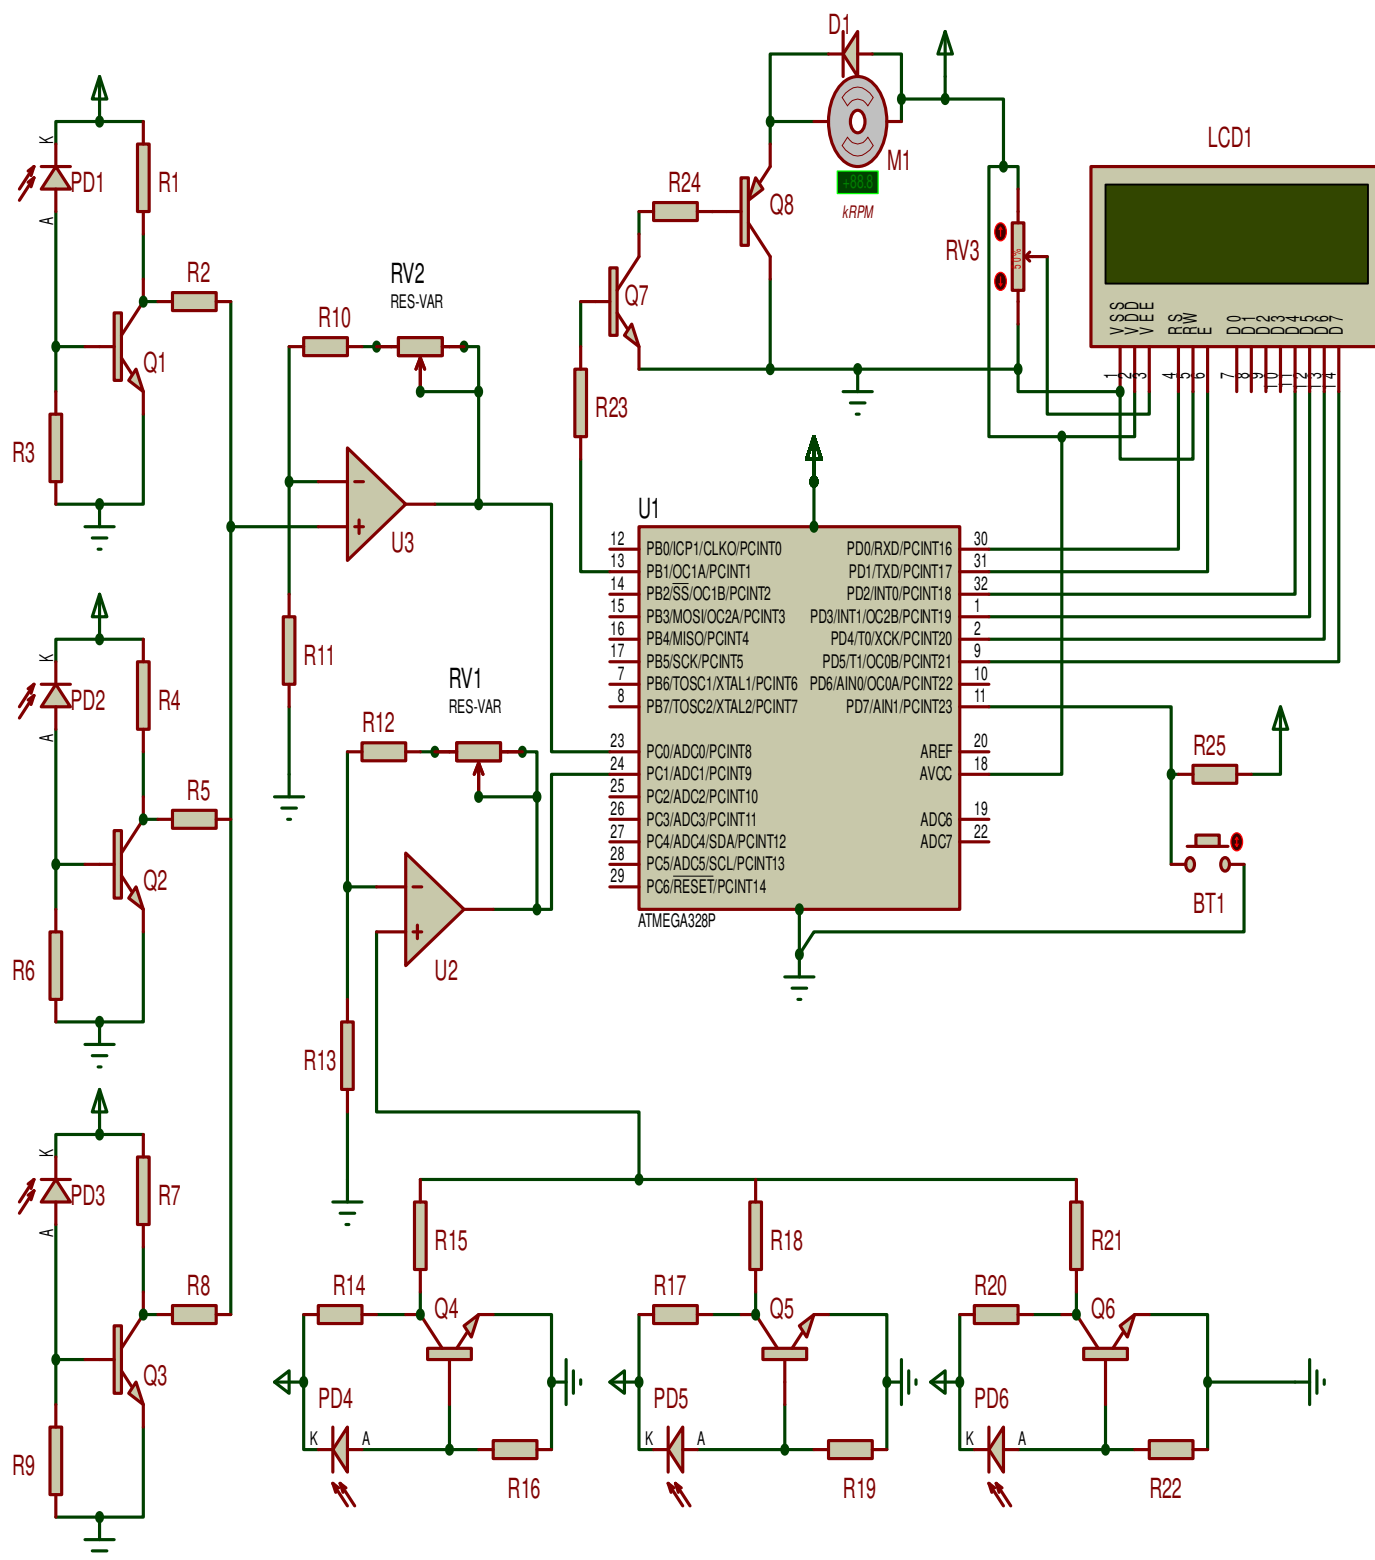 D1
M1
+88.8
kRPM
R24
Q8
Q7
R23
RV3
50%
LCD1
VSS
VDD
VEE
RS
RW
E
D0
D1
D2
D3
D4
D5
D6
D7
1
2
3
4
5
6
7
8
9
10
11
12
13
14
K
PD1
A
R1
R2
Q1
R3
RV2
RES-VAR
R10
U3
R11
K
PD2
A
R4
R5
Q2
R6
RV1
RES-VAR
R12
U2
R13
U1
12 PB0/ICP1/CLKO/PCINT0
13 PB1/OC1A/PCINT1
14 PB2/SS/OC1B/PCINT2
15 PB3/MOSI/OC2A/PCINT3
16 PB4/MISO/PCINT4
17 PB5/SCK/PCINT5
7 PB6/TOSC1/XTAL1/PCINT6
8 PB7/TOSC2/XTAL2/PCINT7
23 PC0/ADC0/PCINT8
24 PC1/ADC1/PCINT9
25 PC2/ADC2/PCINT10
26 PC3/ADC3/PCINT11
27 PC4/ADC4/SDA/PCINT12
28 PC5/ADC5/SCL/PCINT13
29 PC6/RESET/PCINT14
PD0/RXD/PCINT16 30
PD1/TXD/PCINT17 31
PD2/INT0/PCINT18 32
PD3/INT1/OC2B/PCINT19 1
PD4/T0/XCK/PCINT20 2
PD5/T1/OC0B/PCINT21 9
PD6/AIN0/OC0A/PCINT22 10
PD7/AIN1/PCINT23 11
AREF 20
AVCC 18
ADC6 19
ADC7 22
ATMEGA328P
R25
BT1
K
PD3
A
R7
R8
Q3
R9
R15
R14
Q4
PD4
K
A
R16
R18
R17
Q5
PD5
K
A
R19
R21
R20
Q6
PD6
K
A
R22